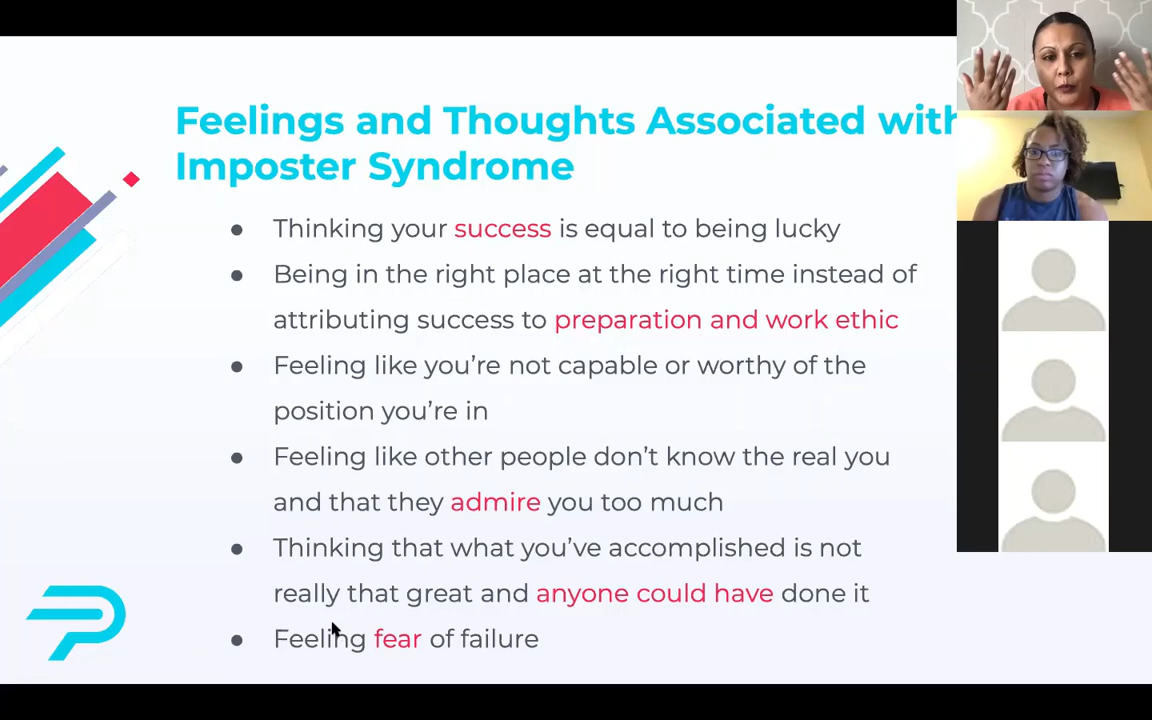 Feelings and Thoughts Associated with
Imposter Syndrome
● Thinking your success is equal to being lucky
● Being in the right place at the right time instead of
attributing success to preparation and work ethic
● Feeling like you’re not capable or worthy of the
position you’re in
● Feeling like other people don’t know the real you
and that they admire you too much
● Thinking that what you’ve accomplished is not
really that great and anyone could have done it
● Feeling fear of failure